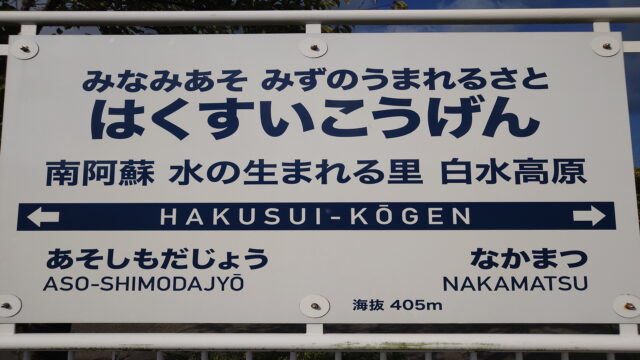 みなみあそ みずのうまれるさと
はくすいこうげん
南阿蘇 水の生まれる里 白水高原
HAKUSUI-KŌGEN
あそしもだじょう なかまつ
ASO-SHIMODAJYŌ NAKAMATSU
海抜 405m